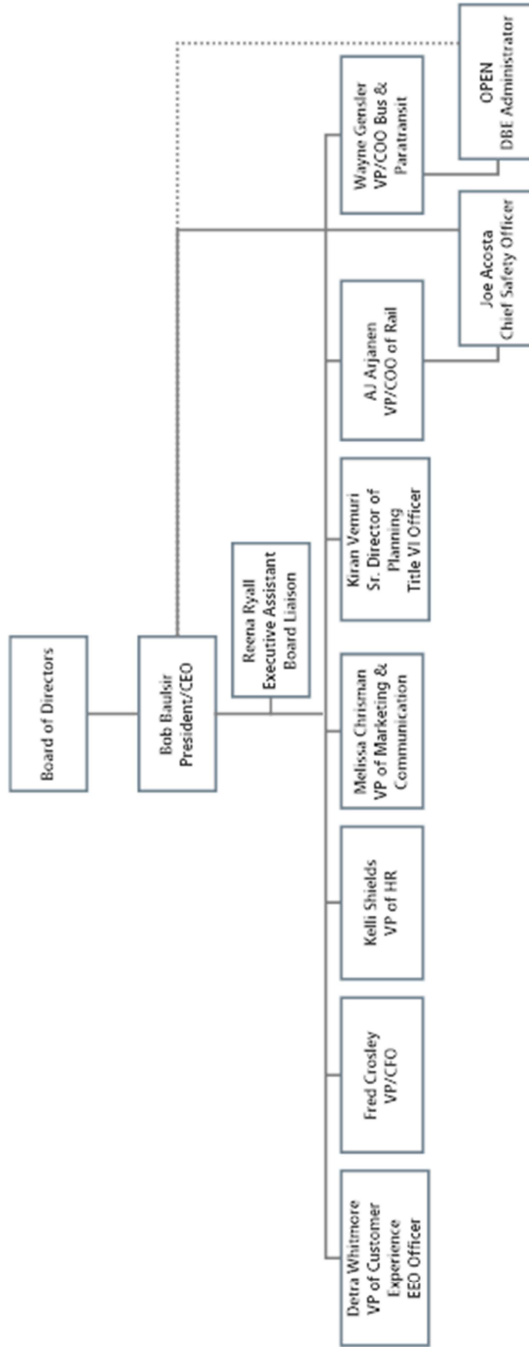 Board of Directors
Bob Baulsir
President/CEO
Reena Ryall
Executive Assistant
Board Liaison
Detra Whitmore
VP of Customer
Experience
EEO Officer
Fred Crosley
VP/CFO
Kelli Shields
VP of HR
Melissa Chrisman
VP of Marketing &
Communication
Kiran Vemuri
Sr. Director of
Planning
Title VI Officer
AJ Arjanen
VP/COO of Rail
Wayne Gensler
VP/COO Bus &
Paratransit
Joe Acosta
Chief Safety Officer
OPEN
DBE Administrator